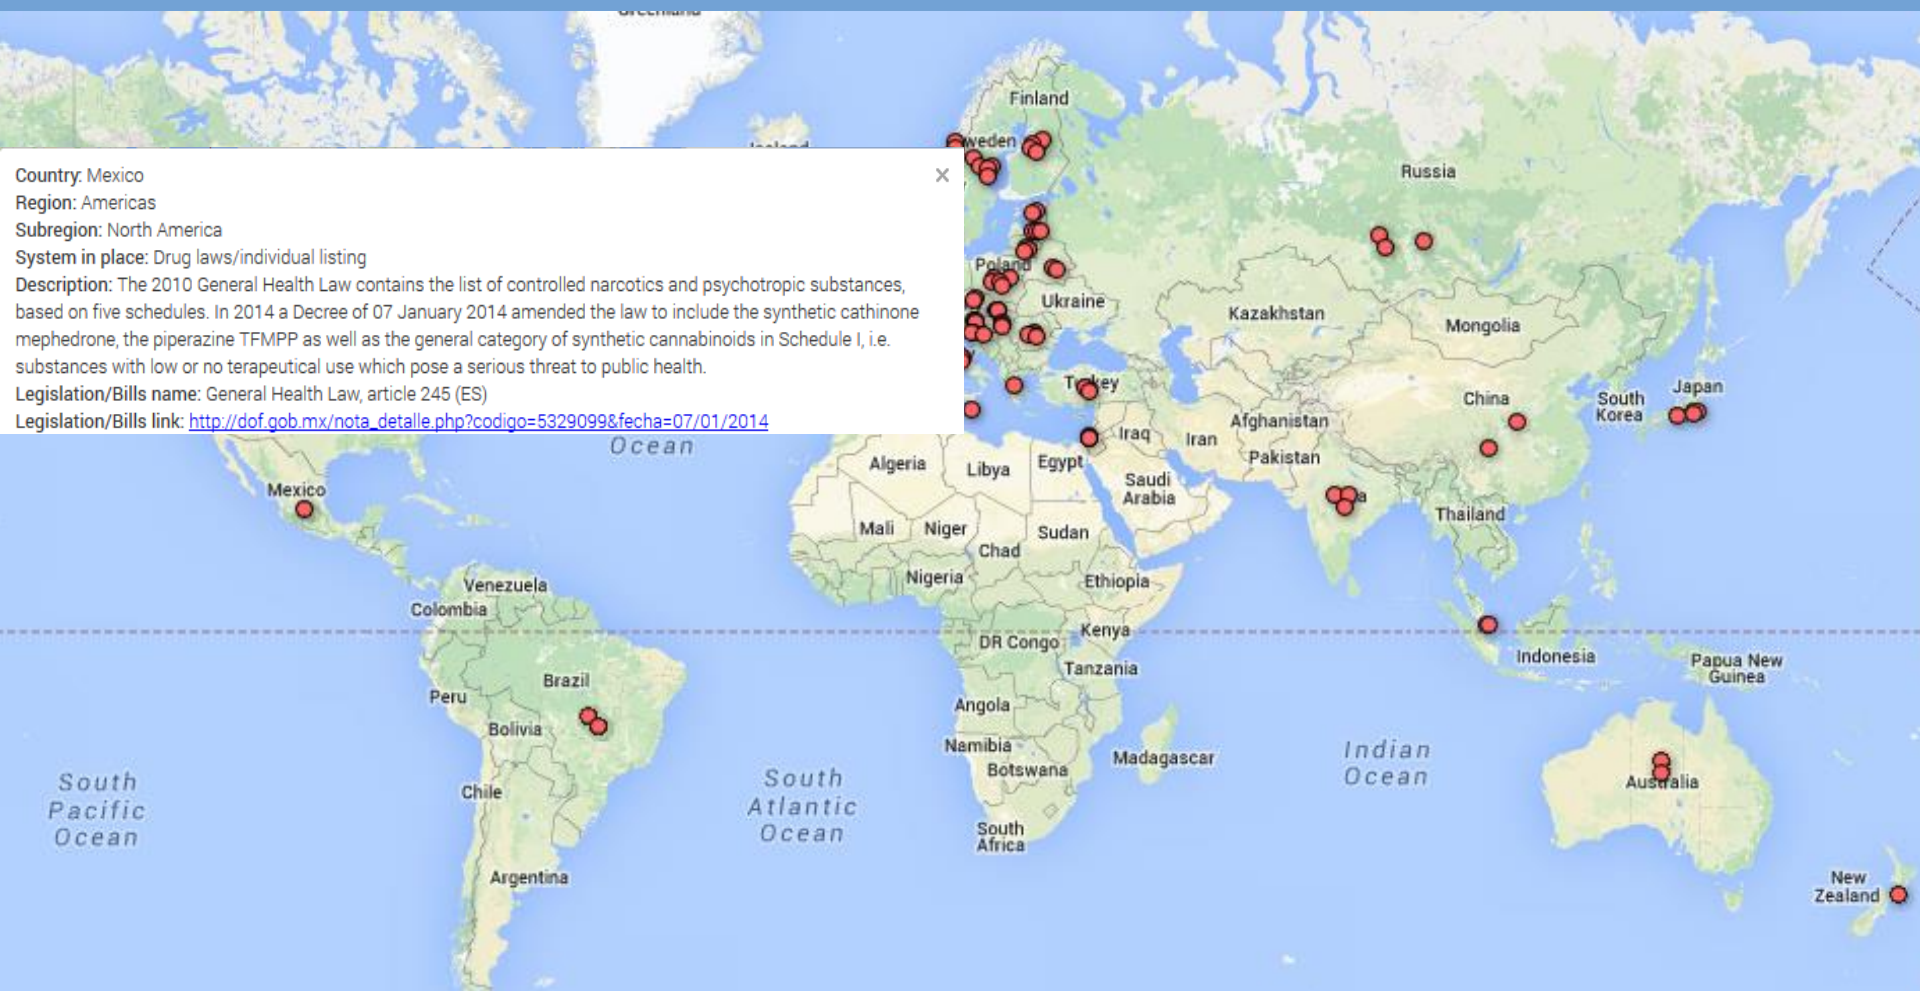 Greenland
Finland
weden
Iceland
Russia
Country: Mexico
Region: Americas
Subregion: North America
System in place: Drug laws/individual listing
Description: The 2010 General Health Law contains the list of controlled narcotics and psychotropic substances,
based on five schedules. In 2014 a Decree of 07 January 2014 amended the law to include the synthetic cathinone
mephedrone, the piperazine TFMPP as well as the general category of synthetic cannabinoids in Schedule I, i.e.
substances with low or no terapeutical use which pose a serious threat to public health.
Legislation/Bills name: General Health Law, article 245 (ES)
Legislation/Bills link: http://dof.gob.mx/nota_detalle.php?codigo=5329099&fecha=07/01/2014
Poland
Ukraine
Kazakhstan
Mongolia
Turkey
China
South
Korea
Japan
Afghanistan
Iraq
Iran
Pakistan
Ocean
Algeria
Libya
Egypt
Saudi
Arabia
Mexico
Mali
Niger
Chad
Sudan
Thailand
Nigeria
Ethiopia
Venezuela
Colombia
DR Congo
Kenya
Tanzania
Indonesia
Papua New
Guinea
Brazil
Peru
Bolivia
Angola
Namibia
Botswana
Madagascar
Indian
Ocean
Australia
South
Pacific
Ocean
Chile
South
Atlantic
Ocean
South
Africa
Argentina
New
Zealand